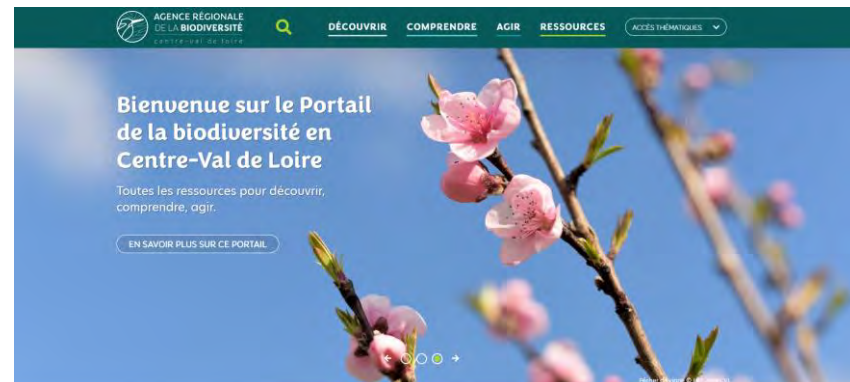 AGENCE RÉGIONALE
DE LA BIODIVERSITÉ
centre-val de loire
DÉCOUVRIR
COMPRENDRE
AGIR
RESSOURCES
ACCÈS THÉMATIQUES
Bienvenue sur le Portail
de la biodiversité en
Centre-Val de Loire
Toutes les ressources pour découvrir,
comprendre, agir.
EN SAVOIR PLUS SUR CE PORTAIL